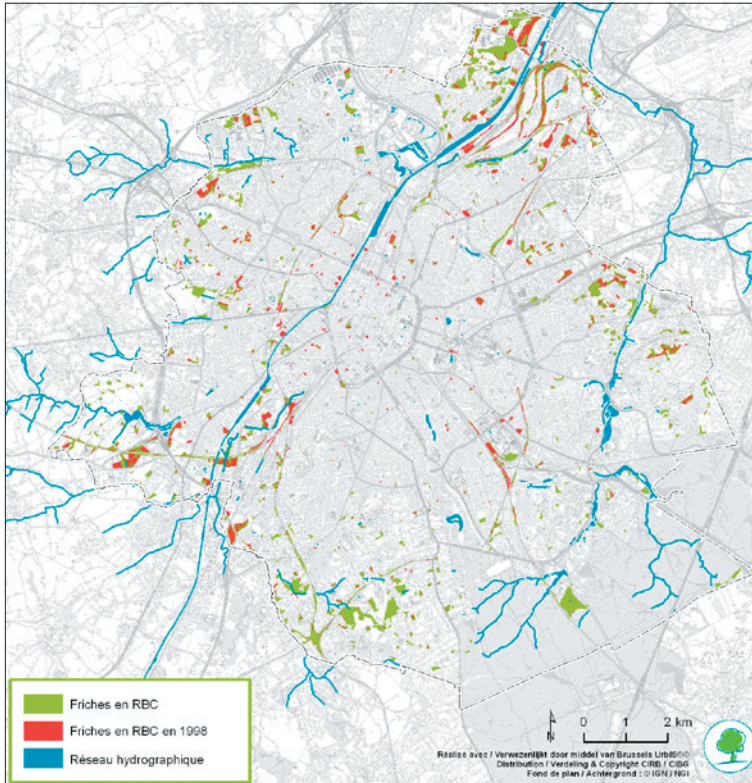 Friches en RBC
Friches en RBC en 1998
Réseau hydrographique
N
0 1 2 km
Réalisé avec / Verwezenlijkt door middel van Brussels UrbIS©®
Distribution / Verdeling & Copyright CIRB / CIBG
Fond de plan / Achtergrond : © IGN / NGI